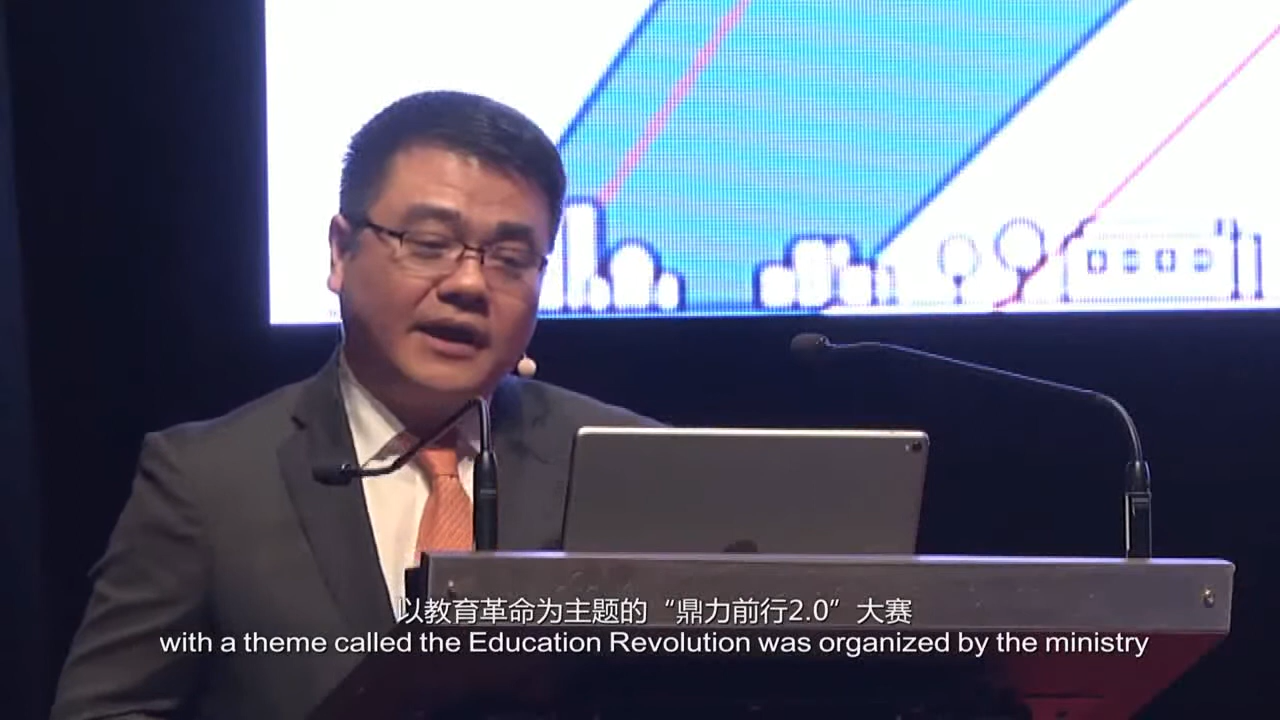 以教育革命为主题的“鼎力前行2.0”大赛
with a theme called the Education Revolution was organized by the ministry